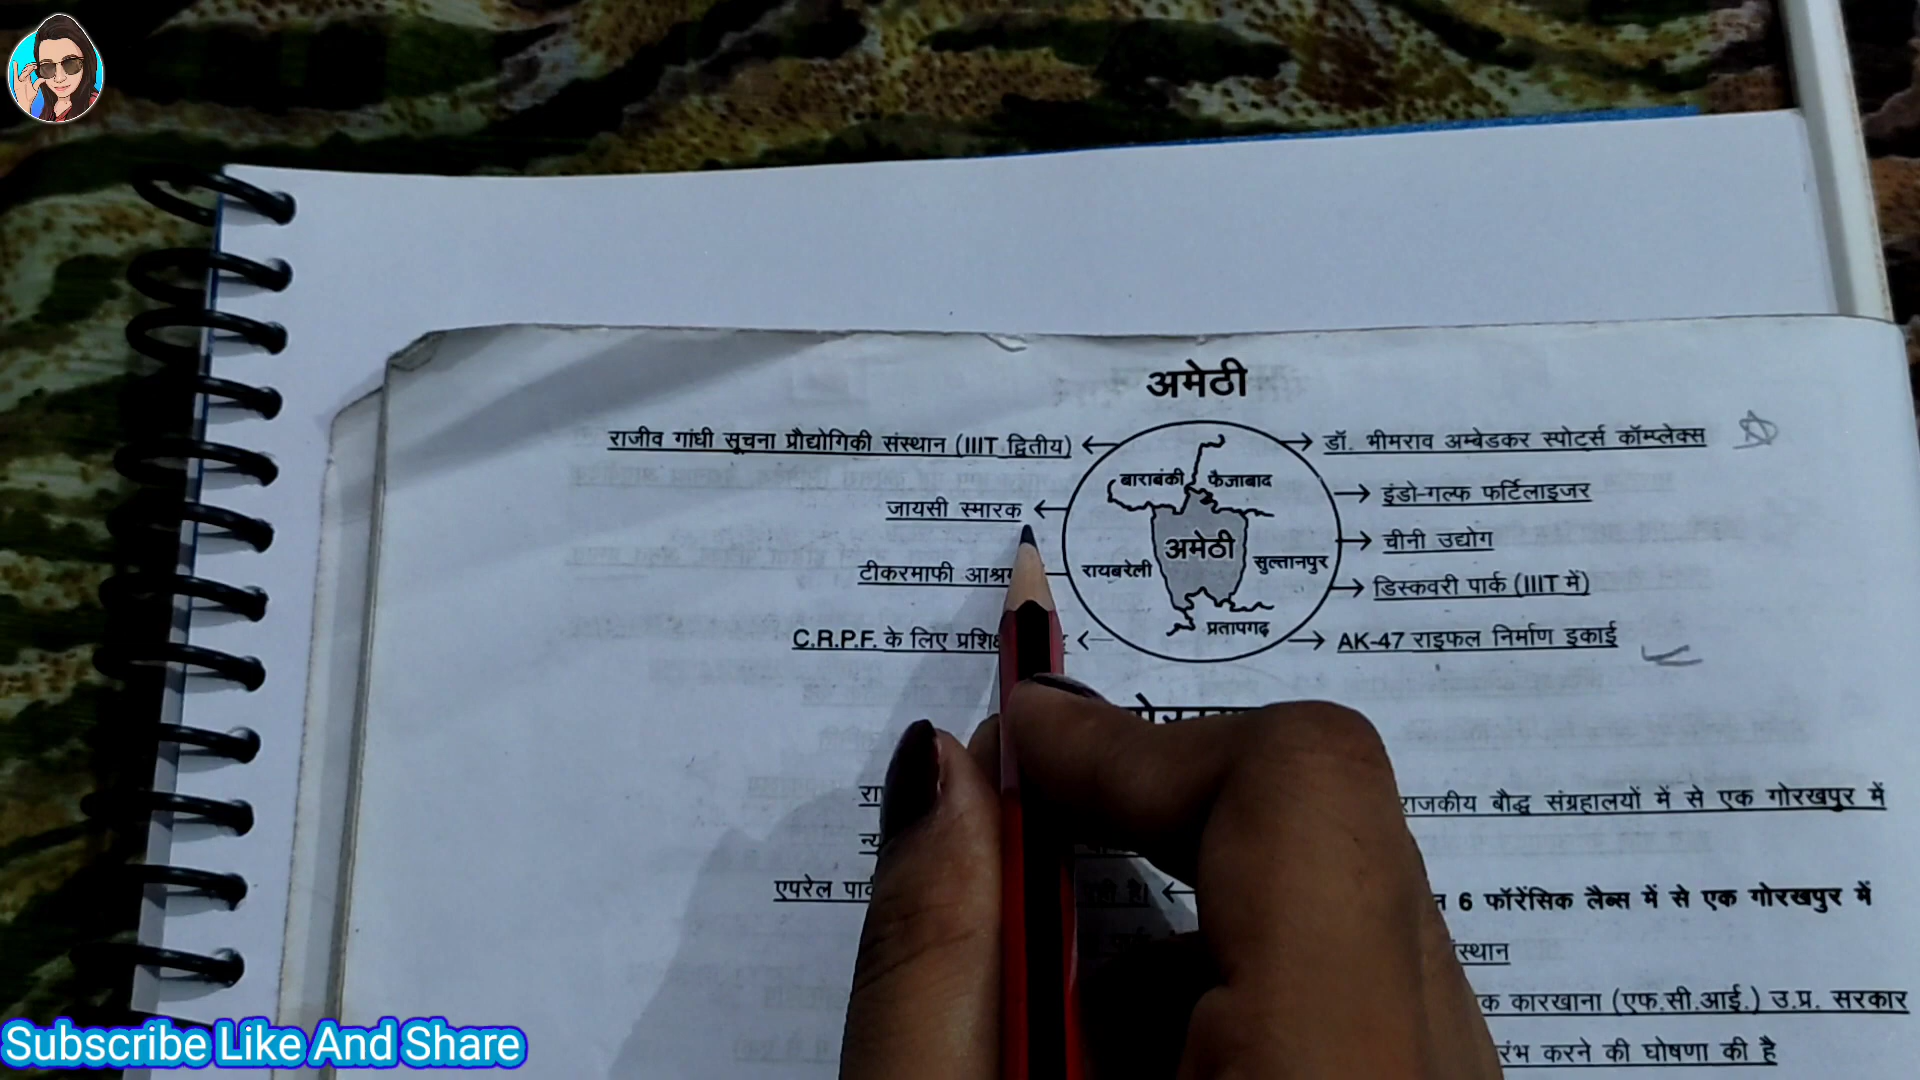 अमेठी
राजीव गांधी सूचना प्रौद्योगिकी संस्थान (IIIT द्वितीय)
डॉ. भीमराव अम्बेडकर स्पोटर्स कॉम्प्लेक्स
बाराबंकी
फैजाबाद
इंडो-गल्फ फर्टिलाइजर
जायसी स्मारक
चीनी उद्योग
अमेठी
सुल्तानपुर
रायबरेली
टीकरमाफी
डिस्कवरी पार्क (IIIT में)
प्रतापगढ़
C.R.P.F. के लिए
AK-47 राइफल निर्माण इकाई
राजकीय बौद्ध संग्रहालयों में से एक गोरखपुर में
एपरेल
6 फॉरेंसिक लैब्स में से एक गोरखपुर में
कारखाना (एफ.सी.आई.) उ.प्र. सरकार
करने की घोषणा की है
Subscribe Like And Share